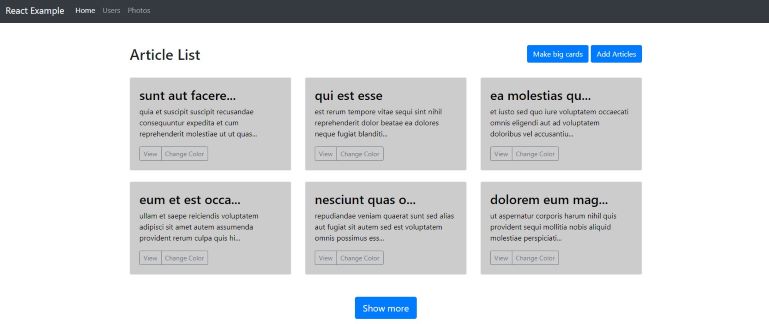 React Example Home Users Photos
Article List
Make big cards Add Articles
sunt aut facere...
quia et suscipit suscipit recusandae
consequuntur expedita et cum
reprehenderit molestiae ut ut quas...
View Change Color
qui est esse
est rerum tempore vitae sequi sint nihil
reprehenderit dolor beatae ea dolores
neque fugiat blanditi...
View Change Color
ea molestias qu...
et iusto sed quo iure voluptatem occaecati
omnis eligendi aut ad voluptatem
doloribus vel accusantiu...
View Change Color
eum et est occa...
ullam et saepe reiciendis voluptatem
adipisci sit amet autem assumenda
provident rerum culpa quis hi...
View Change Color
nesciunt quas o...
repudiandae veniam quaerat sunt sed alias
aut fugiat sit autem sed est voluptatem
omnis possimus ess...
View Change Color
dolorem eum mag...
ut aspernatur corporis harum nihil quis
provident sequi mollitia nobis aliquid
molestiae perspiciati...
View Change Color
Show more